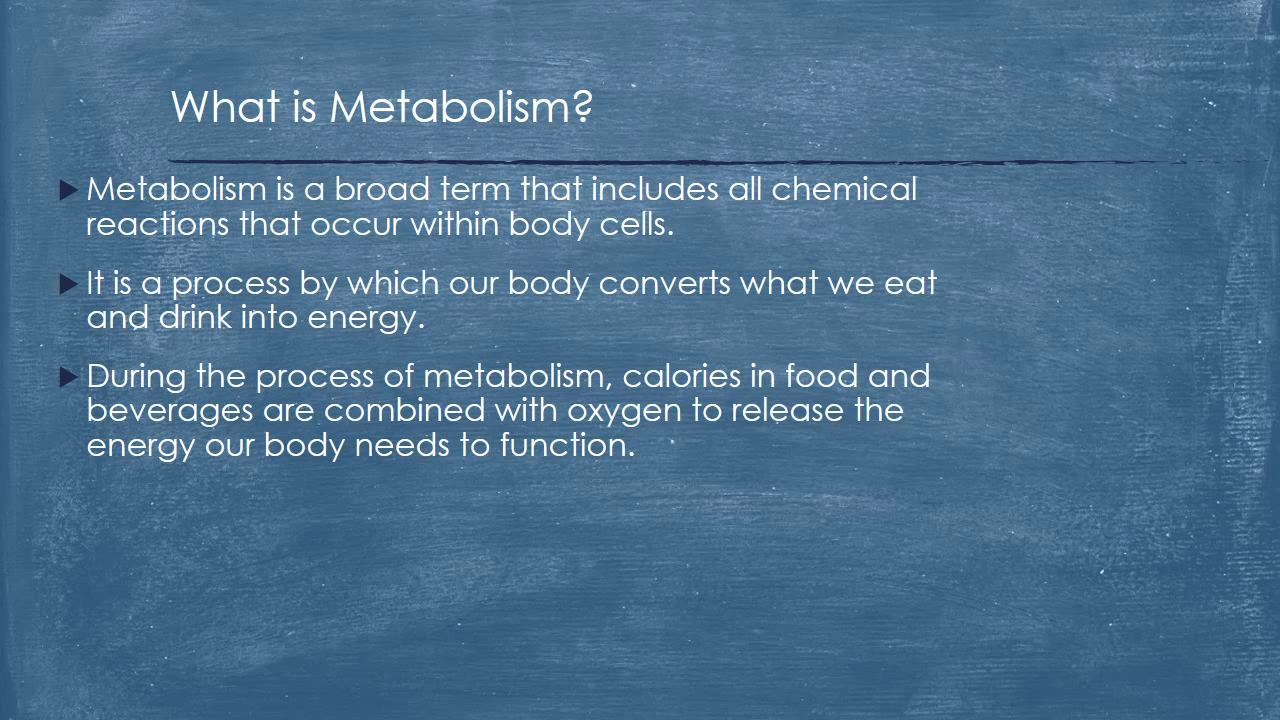 What is Metabolism?
Metabolism is a broad term that includes all chemical
reactions that occur within body cells.
It is a process by which our body converts what we eat
and drink into energy.
During the process of metabolism, calories in food and
beverages are combined with oxygen to release the
energy our body needs to function.